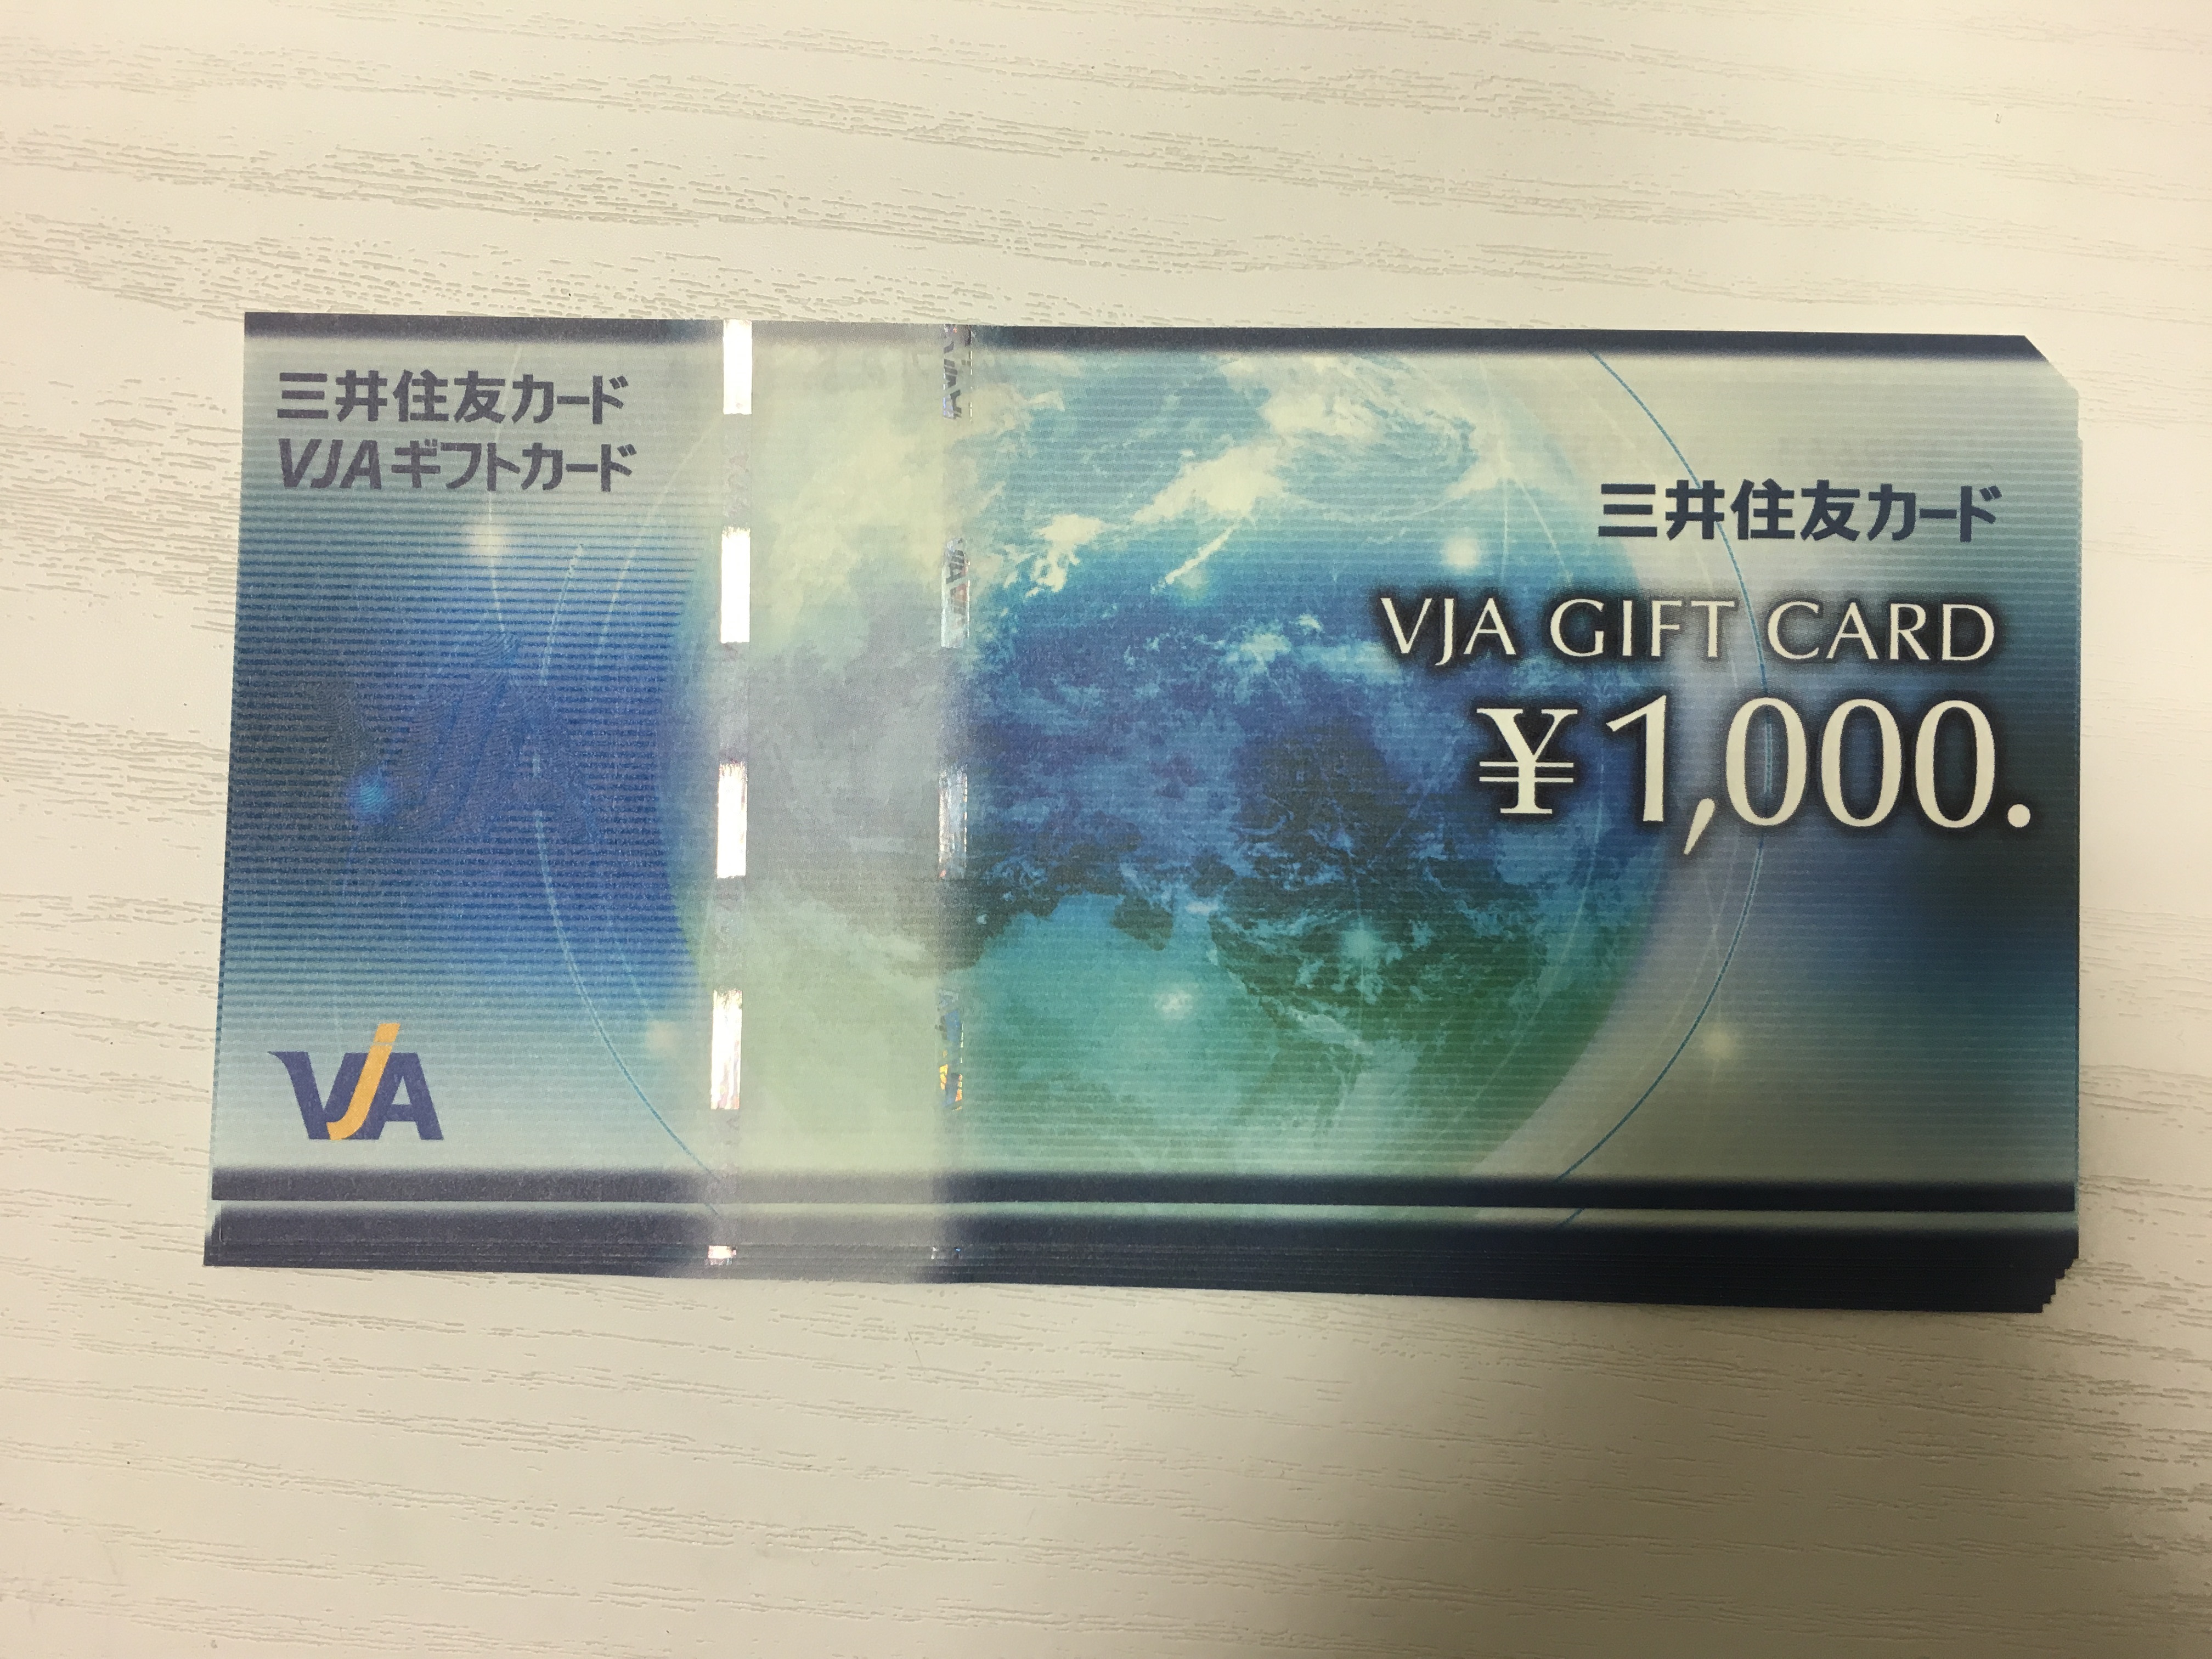 三井住友カード
VJAギフトカード
三井住友カード
VJA GIFT CARD
¥1,000.
VJA